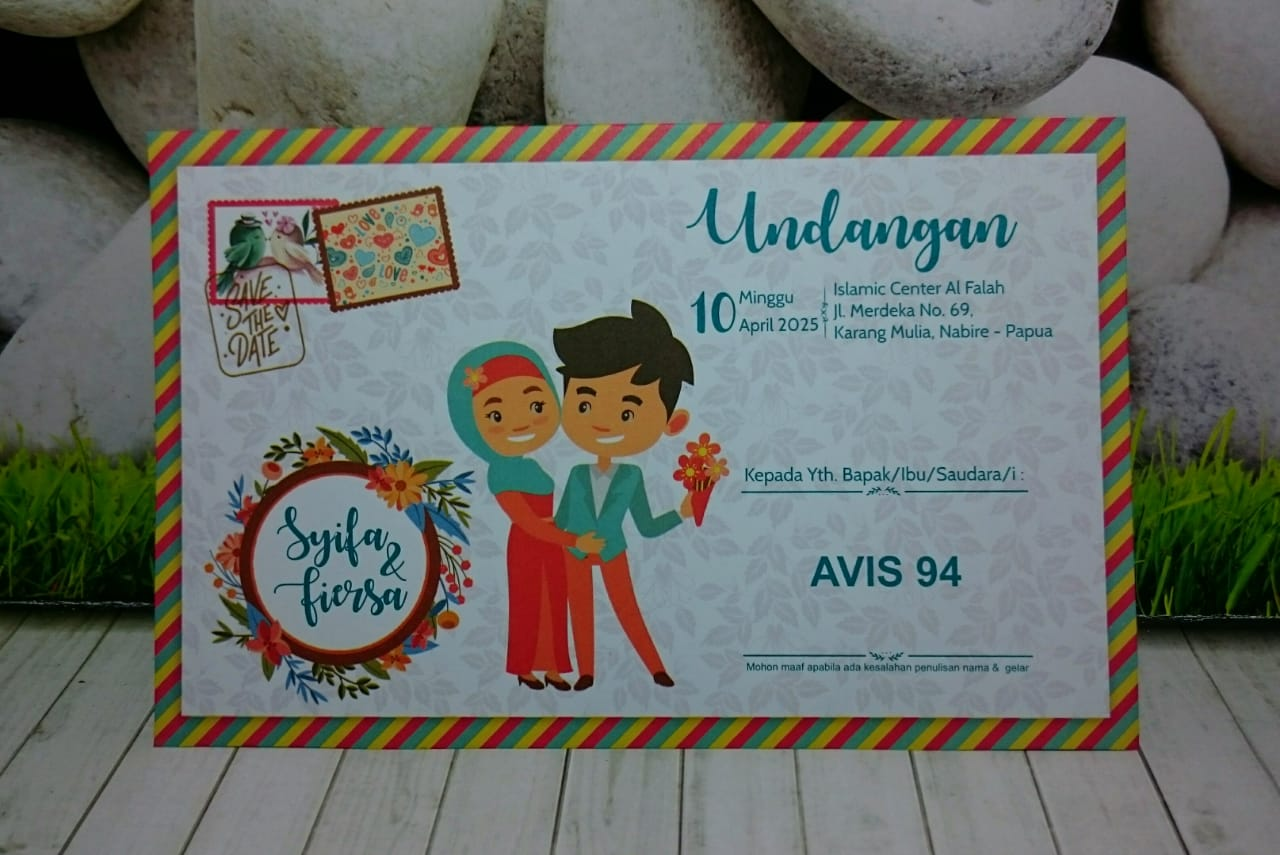 LOVE
LOVE
SAVE
THE
DATE
Undangan
10 Minggu
April 2025
Islamic Center Al Falah
Jl. Merdeka No. 69,
Karang Mulia, Nabire - Papua
Syifa
&
Fiersa
Kepada Yth. Bapak/Ibu/Saudara/i :
AVIS 94
Mohon maaf apabila ada kesalahan penulisan nama & gelar